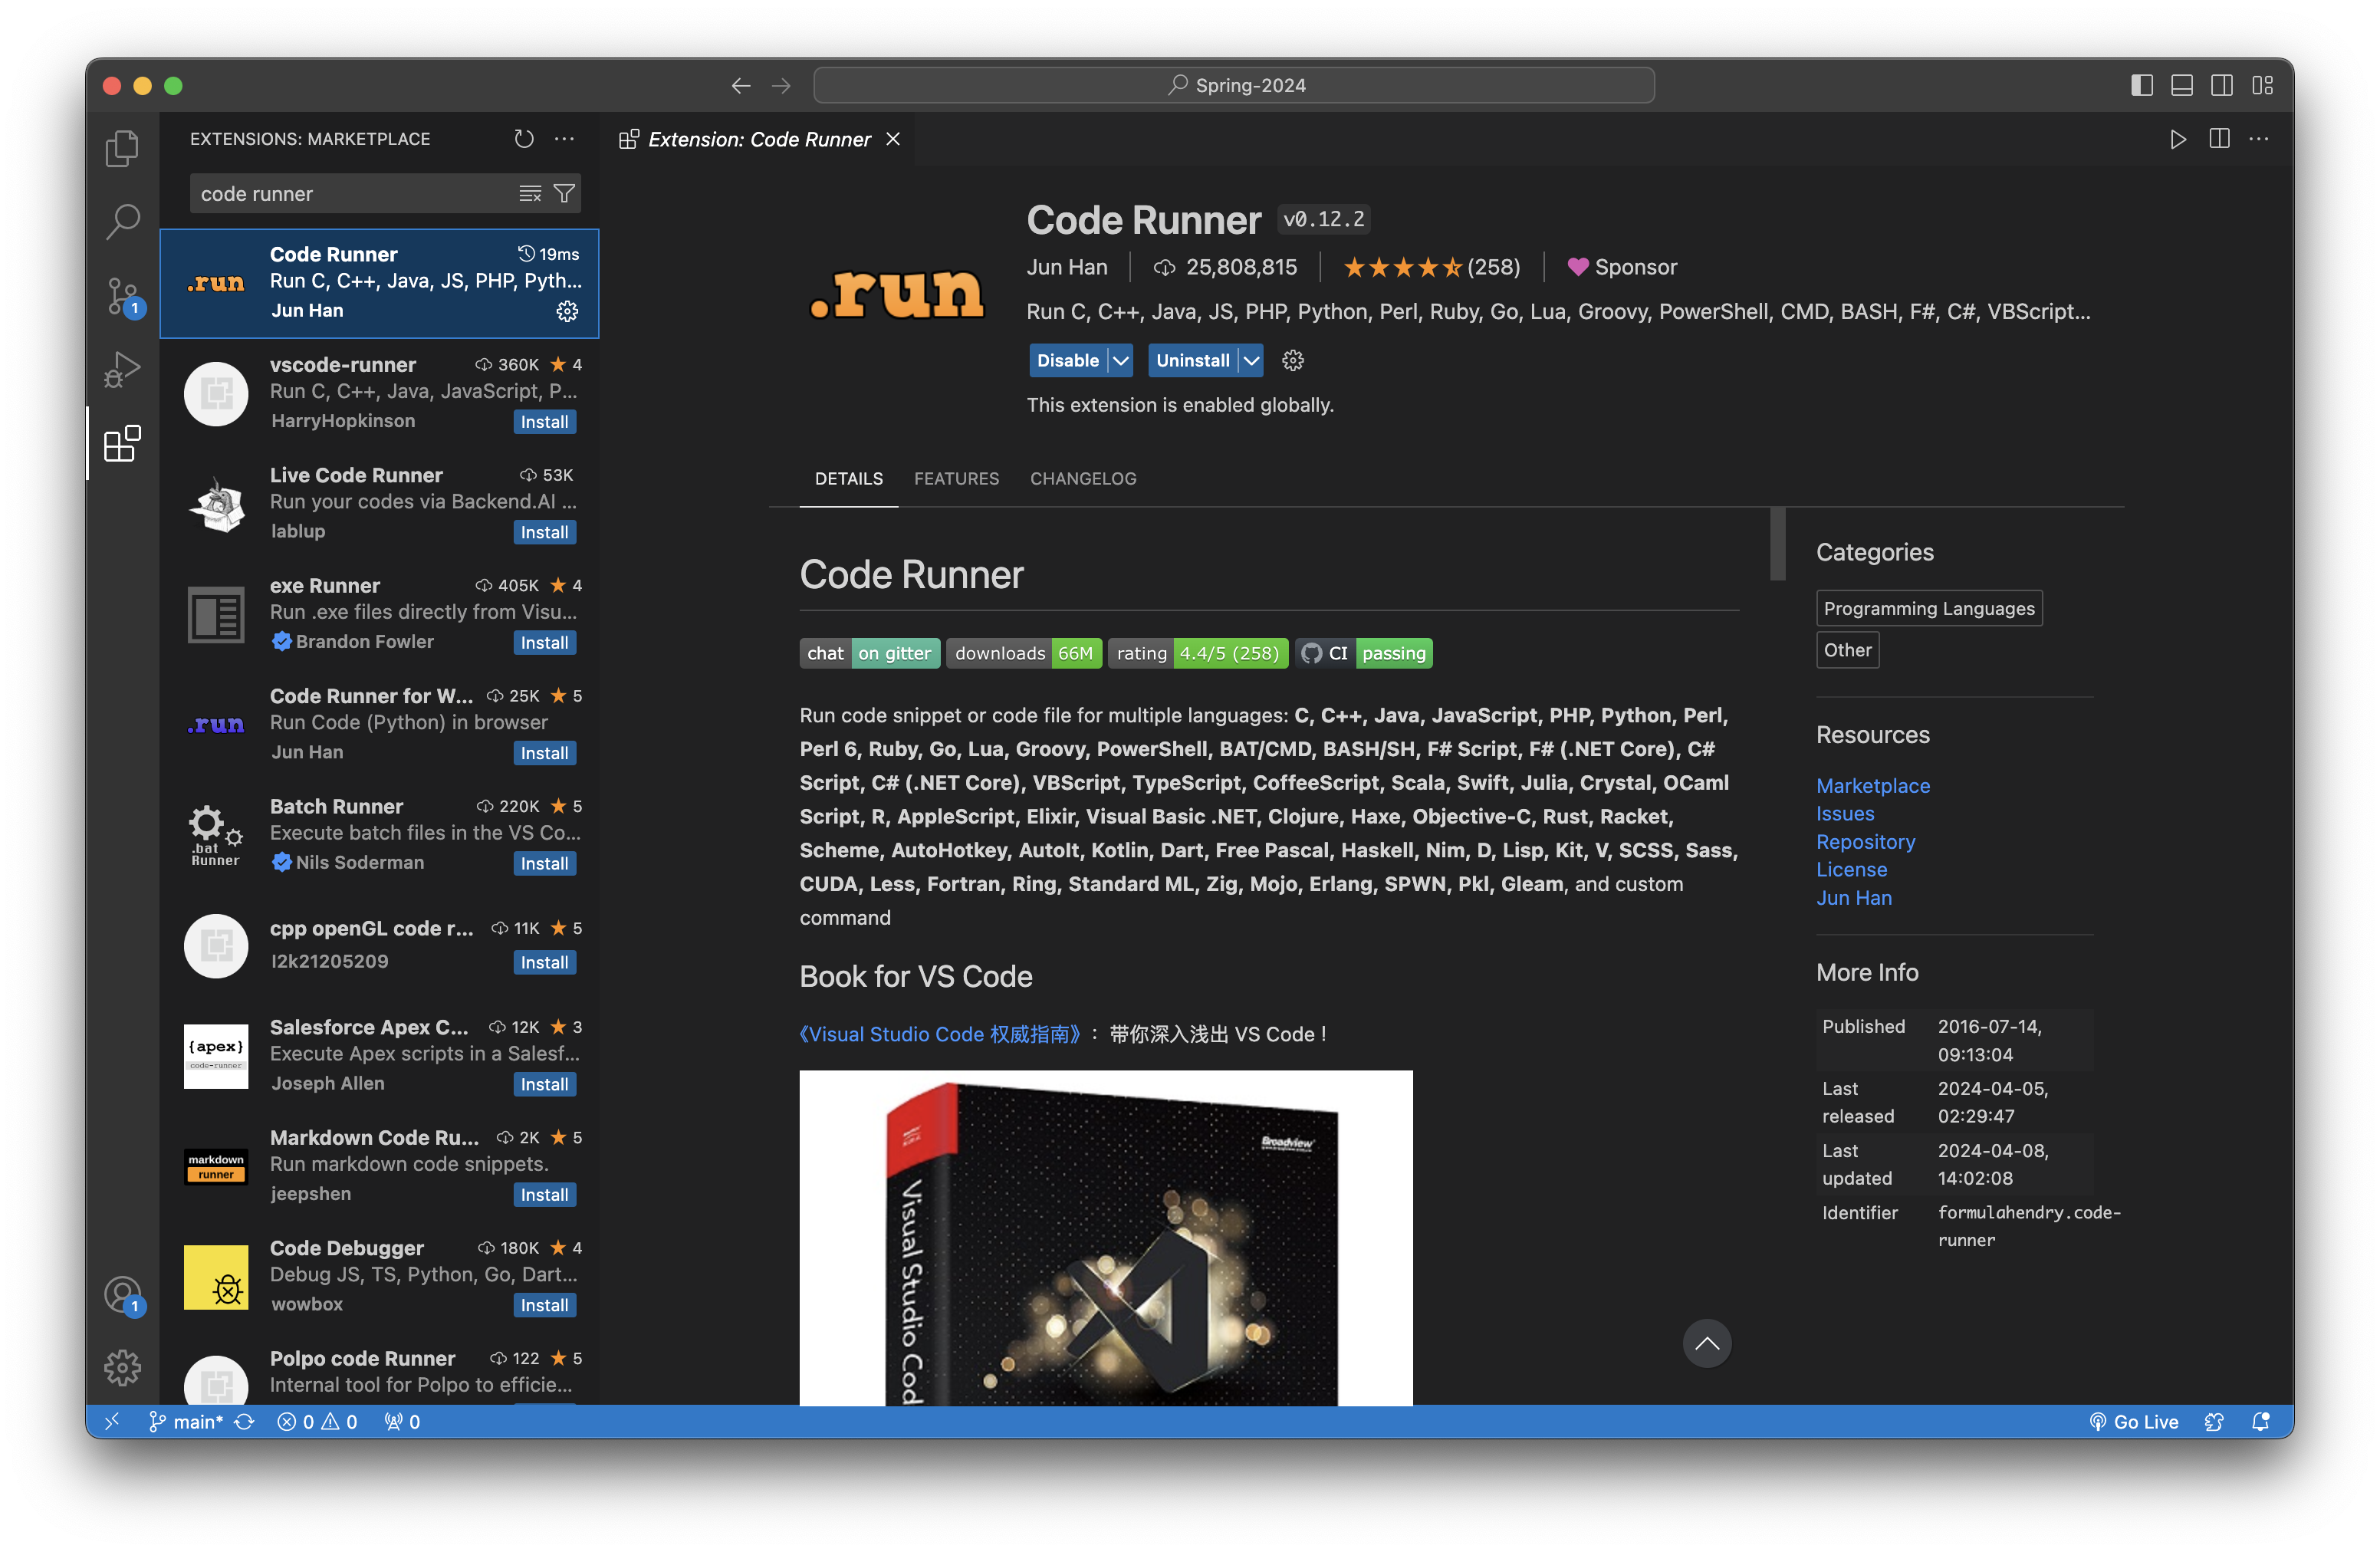 Spring-2024
EXTENSIONS: MARKETPLACE
code runner
.run
Code Runner
19ms
Run C, C++, Java, JS, PHP, Pyth...
Jun Han
vscode-runner
360K ★ 4
Run C, C++, Java, JavaScript, P...
HarryHopkinson
Install
Live Code Runner
53K
Run your codes via Backend.AI ...
lablup
Install
exe Runner
405K ★ 4
Run .exe files directly from Visu...
Brandon Fowler
Install
.run
Code Runner for W...
25K ★ 5
Run Code (Python) in browser
Jun Han
Install
.bat
Runner
Batch Runner
220K ★ 5
Execute batch files in the VS Co...
Nils Soderman
Install
cpp openGL code r...
11K ★ 5
l2k21205209
Install
{apex}
code-runner
Salesforce Apex C...
12K ★ 3
Execute Apex scripts in a Salesf...
Joseph Allen
Install
markdown
runner
Markdown Code Ru...
2K ★ 5
Run markdown code snippets.
jeepshen
Install
Code Debugger
180K ★ 4
Debug JS, TS, Python, Go, Dart...
wowbox
Install
Polpo code Runner
122 ★ 5
Internal tool for Polpo to efficie...
Extension: Code Runner
.run
Code Runner v0.12.2
Jun Han | 25,808,815 | ★★★★⯪ (258) | Sponsor
Run C, C++, Java, JS, PHP, Python, Perl, Ruby, Go, Lua, Groovy, PowerShell, CMD, BASH, F#, C#, VBScript...
Disable Uninstall
This extension is enabled globally.
DETAILS FEATURES CHANGELOG
Code Runner
chat on gitter downloads 66M rating 4.4/5 (258) CI passing
Run code snippet or code file for multiple languages: C, C++, Java, JavaScript, PHP, Python, Perl,
Perl 6, Ruby, Go, Lua, Groovy, PowerShell, BAT/CMD, BASH/SH, F# Script, F# (.NET Core), C#
Script, C# (.NET Core), VBScript, TypeScript, CoffeeScript, Scala, Swift, Julia, Crystal, OCaml
Script, R, AppleScript, Elixir, Visual Basic .NET, Clojure, Haxe, Objective-C, Rust, Racket,
Scheme, AutoHotkey, AutoIt, Kotlin, Dart, Free Pascal, Haskell, Nim, D, Lisp, Kit, V, SCSS, Sass,
CUDA, Less, Fortran, Ring, Standard ML, Zig, Mojo, Erlang, SPWN, Pkl, Gleam, and custom
command
Book for VS Code
《Visual Studio Code 权威指南》：带你深入浅出 VS Code！
Broadview
Visual Studio Cod
Categories
Programming Languages
Other
Resources
Marketplace
Issues
Repository
License
Jun Han
More Info
Published 2016-07-14,
09:13:04
Last 2024-04-05,
released 02:29:47
Last 2024-04-08,
updated 14:02:08
Identifier formulahendry.code-
runner
1
1
main* 0 0 0
Go Live